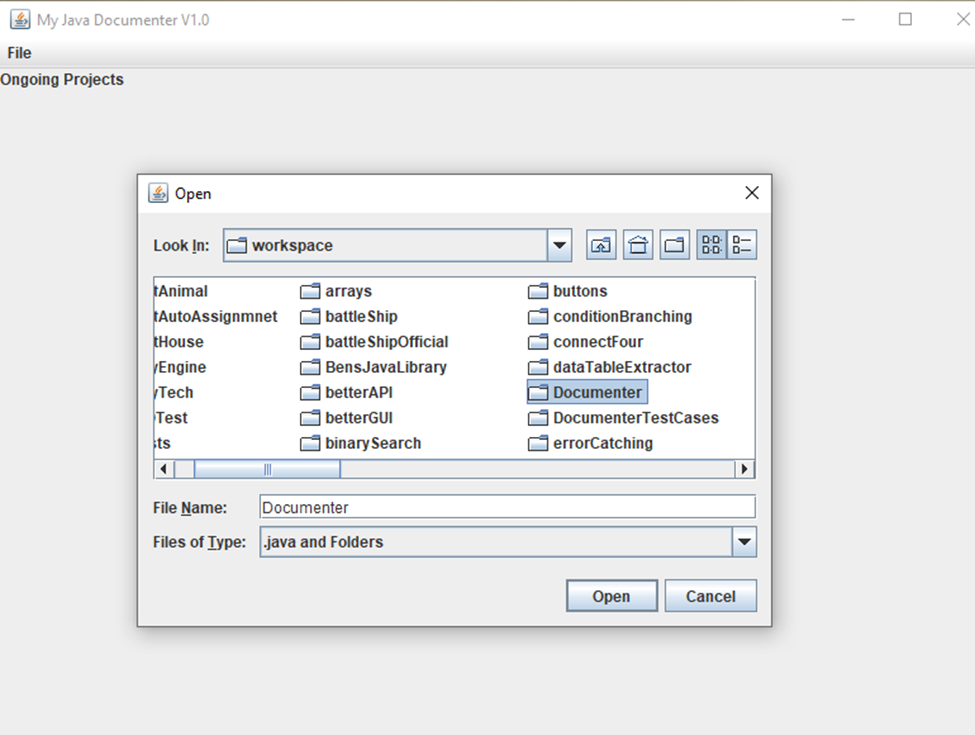 My Java Documenter V1.0
File
Ongoing Projects
Open
Look In: workspace
tAnimal arrays buttons
tAutoAssignmnet battleShip conditionBranching
tHouse battleShipOfficial connectFour
yEngine BensJavaLibrary dataTableExtractor
yTech betterAPI Documenter
Test betterGUI DocumenterTestCases
sts binarySearch errorCatching
File Name: Documenter
Files of Type: .java and Folders
Open Cancel